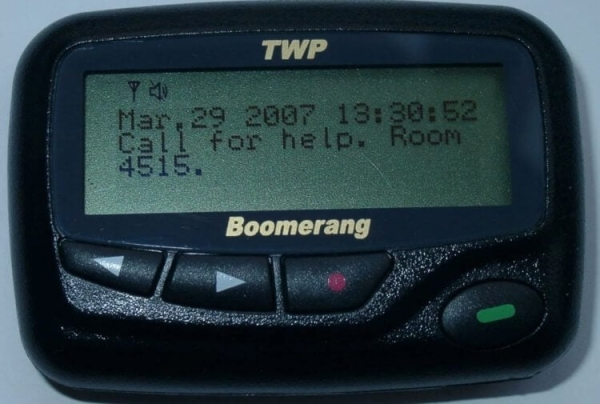 TWP
Mar.29 2007 13:30:52
Call for help. Room
4515.
Boomerang